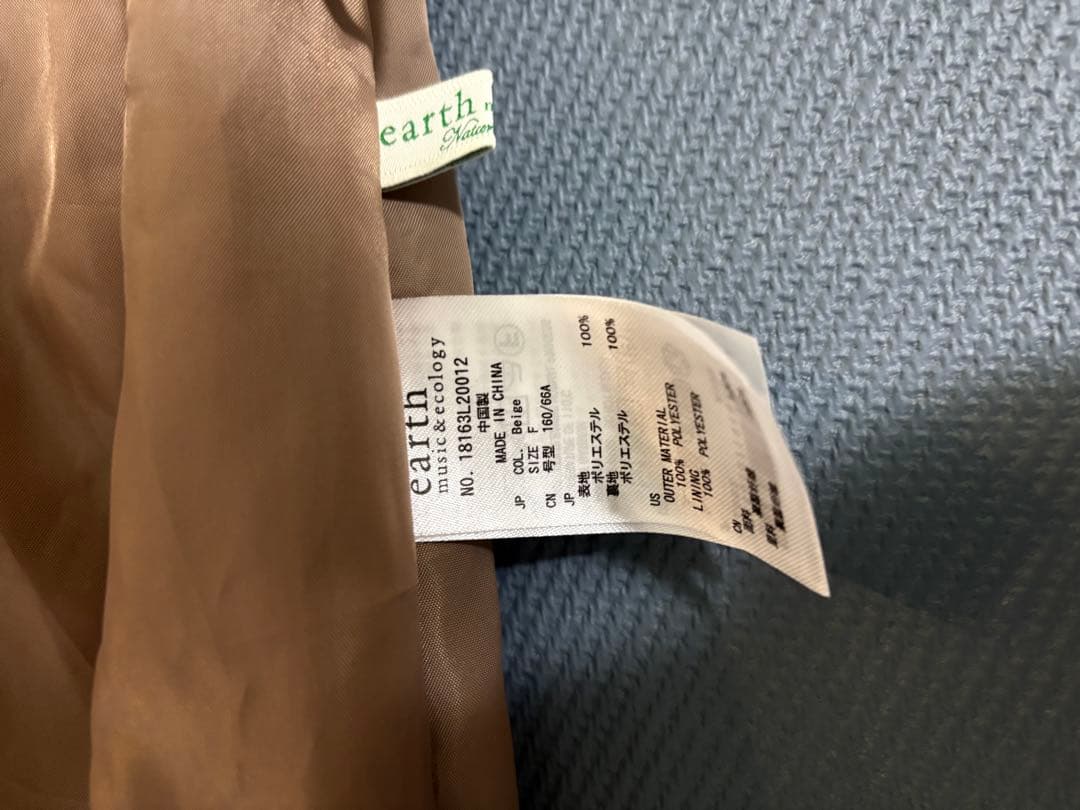 earth
Natur
earth
music&ecology
NO. 18163L20012
中国製
MADE IN CHINA
JP COL. Beige
SIZE F
CN 号型 160/66A
JP
表地
ポリエステル 100%
裏地
ポリエステル 100%
US
OUTER MATERIAL
100% POLYESTER
LINING
100% POLYESTER
CN